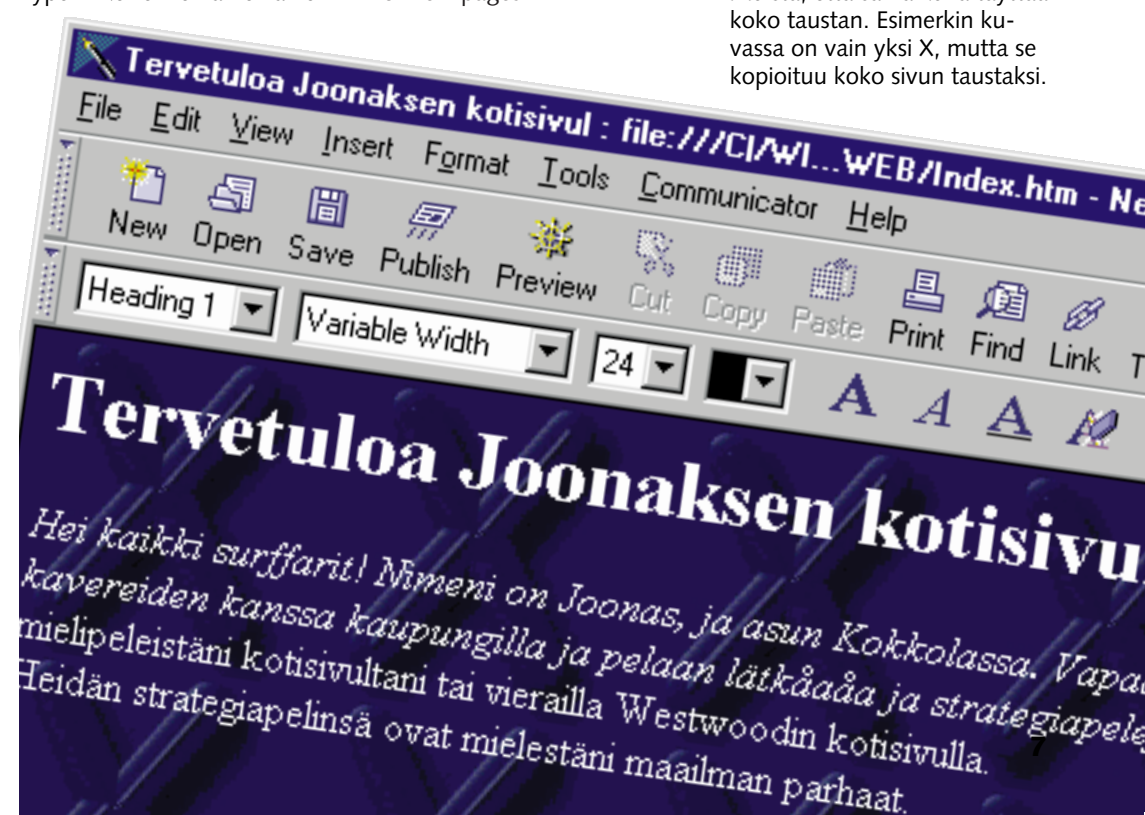 koko taustan. Esimerkin ku-
vassa on vain yksi X, mutta se
kopioituu koko sivun taustaksi.
Tervetuloa Joonaksen kotisivul : file:///C|/WI...WEB/Index.htm - Ne
File Edit View Insert Format Tools Communicator Help
New Open Save Publish Preview Cut Copy Paste Print Find Link T
Heading 1 Variable Width 24 A A A A
Tervetuloa Joonaksen kotisivu
Hei kaikki surffarit! Nimeni on Joonas, ja asun Kokkolassa. Vapa
kavereiden kanssa kaupungilla ja pelaan lätkåaåa ja strategiapele
mielipeleistäni kotisivultani tai vierailla Westwoodin kotisivulla.
Heidän strategiapelinsä ovat mielestäni maailman parhaat.
7